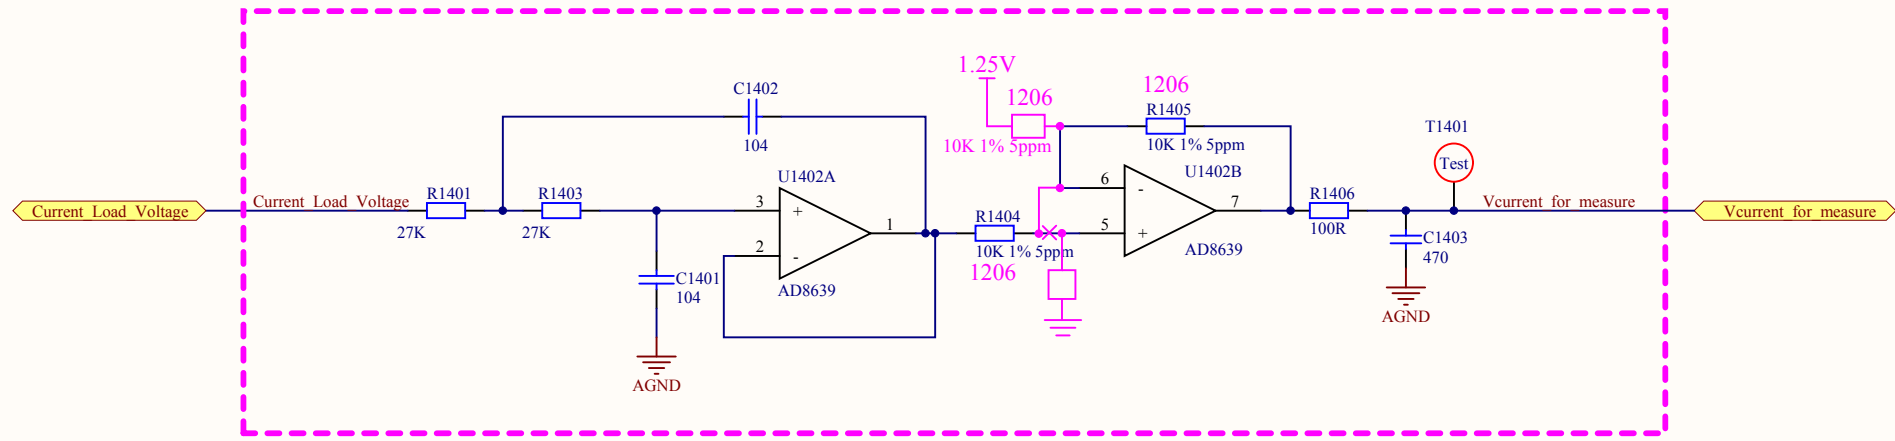 Current_Load_Voltage
Current_Load_Voltage
R1401
27K
R1403
27K
C1402
104
C1401
104
AGND
U1402A
3
2
1
+
-
AD8639
1.25V
1206
10K 1% 5ppm
1206
R1405
10K 1% 5ppm
R1404
10K 1% 5ppm
1206
U1402B
6
5
7
-
+
AD8639
R1406
100R
T1401
Test
C1403
470
AGND
Vcurrent_for_measure
Vcurrent_for_measure